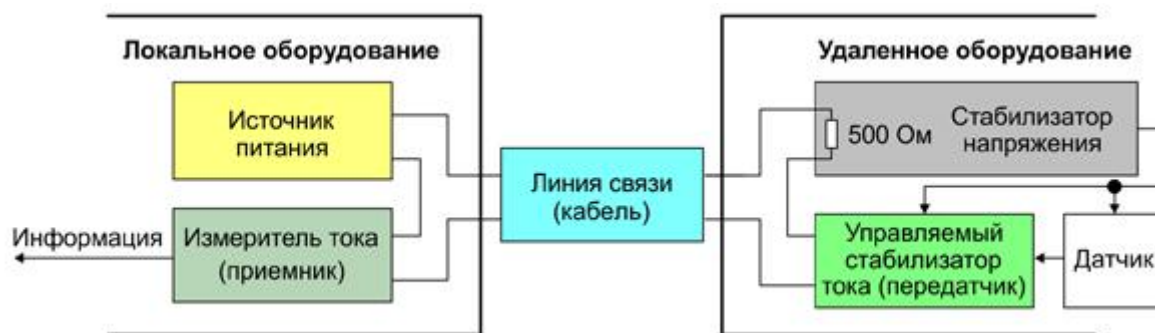 Локальное оборудование
Удаленное оборудование
Источник
питания
500 Ом
Стабилизатор
напряжения
Линия связи
(кабель)
Информация
Измеритель тока
(приемник)
Управляемый
стабилизатор
тока (передатчик)
Датчик